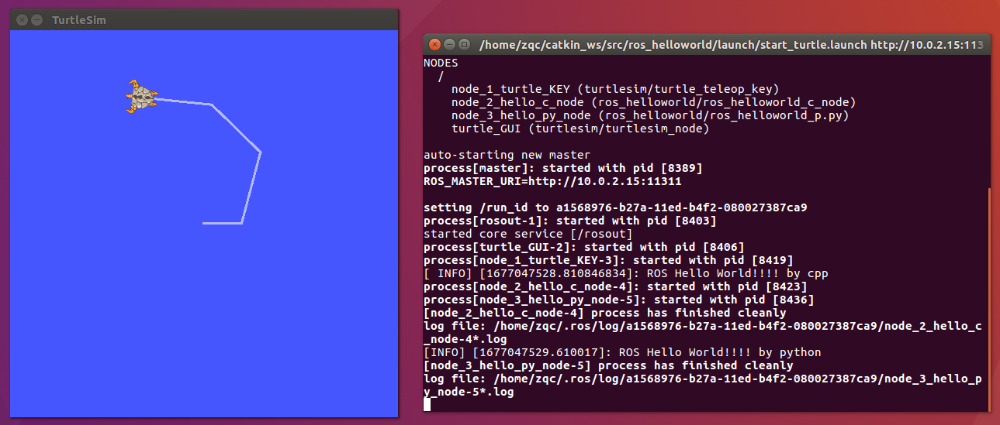 TurtleSim
/home/zqc/catkin_ws/src/ros_helloworld/launch/start_turtle.launch http://10.0.2.15:113
NODES
/
node_1_turtle_KEY (turtlesim/turtle_teleop_key)
node_2_hello_c_node (ros_helloworld/ros_helloworld_c_node)
node_3_hello_py_node (ros_helloworld/ros_helloworld_p.py)
turtle_GUI (turtlesim/turtlesim_node)
auto-starting new master
process[master]: started with pid [8389]
ROS_MASTER_URI=http://10.0.2.15:11311
setting /run_id to a1568976-b27a-11ed-b4f2-080027387ca9
process[rosout-1]: started with pid [8403]
started core service [/rosout]
process[turtle_GUI-2]: started with pid [8406]
process[node_1_turtle_KEY-3]: started with pid [8419]
[ INFO] [1677047528.810846834]: ROS Hello World!!!! by cpp
process[node_2_hello_c_node-4]: started with pid [8423]
process[node_3_hello_py_node-5]: started with pid [8436]
[node_2_hello_c_node-4] process has finished cleanly
log file: /home/zqc/.ros/log/a1568976-b27a-11ed-b4f2-080027387ca9/node_2_hello_c
_node-4*.log
[INFO] [1677047529.610017]: ROS Hello World!!!! by python
[node_3_hello_py_node-5] process has finished cleanly
log file: /home/zqc/.ros/log/a1568976-b27a-11ed-b4f2-080027387ca9/node_3_hello_p
y_node-5*.log